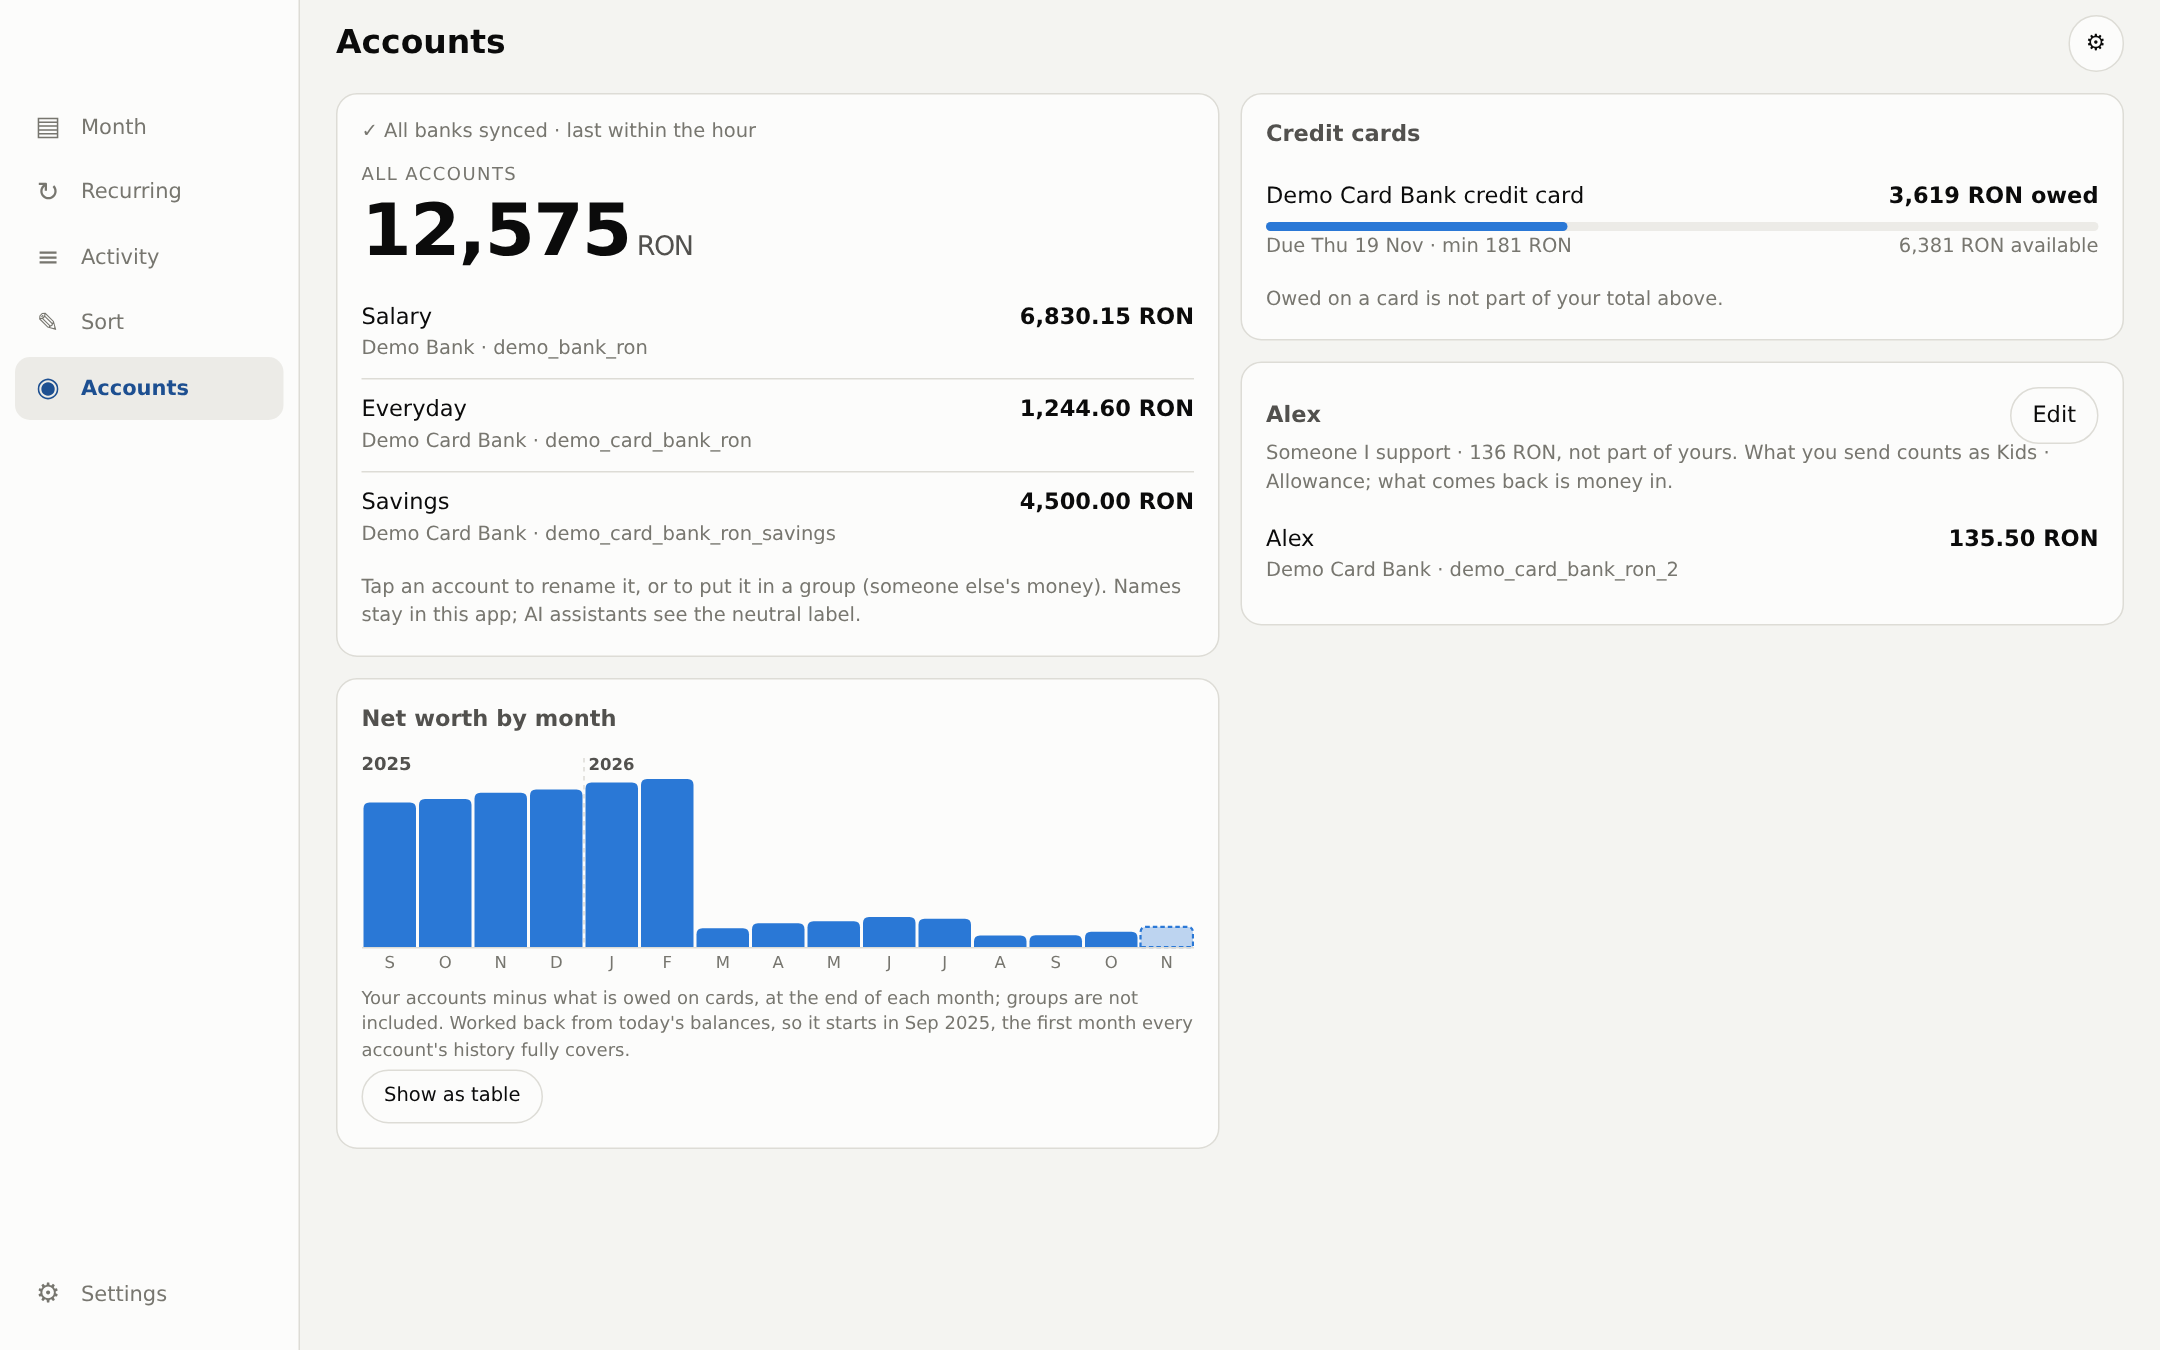 Month
Recurring
Activity
Sort
Accounts
Settings
Accounts
✓ All banks synced · last within the hour
ALL ACCOUNTS
12,575 RON
Salary 6,830.15 RON
Demo Bank · demo_bank_ron
Everyday 1,244.60 RON
Demo Card Bank · demo_card_bank_ron
Savings 4,500.00 RON
Demo Card Bank · demo_card_bank_ron_savings
Tap an account to rename it, or to put it in a group (someone else's money). Names
stay in this app; AI assistants see the neutral label.
Net worth by month
2025 2026
S O N D J F M A M J J A S O N
Your accounts minus what is owed on cards, at the end of each month; groups are not
included. Worked back from today's balances, so it starts in Sep 2025, the first month every
account's history fully covers.
Show as table
Credit cards
Demo Card Bank credit card 3,619 RON owed
Due Thu 19 Nov · min 181 RON 6,381 RON available
Owed on a card is not part of your total above.
Alex Edit
Someone I support · 136 RON, not part of yours. What you send counts as Kids ·
Allowance; what comes back is money in.
Alex 135.50 RON
Demo Card Bank · demo_card_bank_ron_2